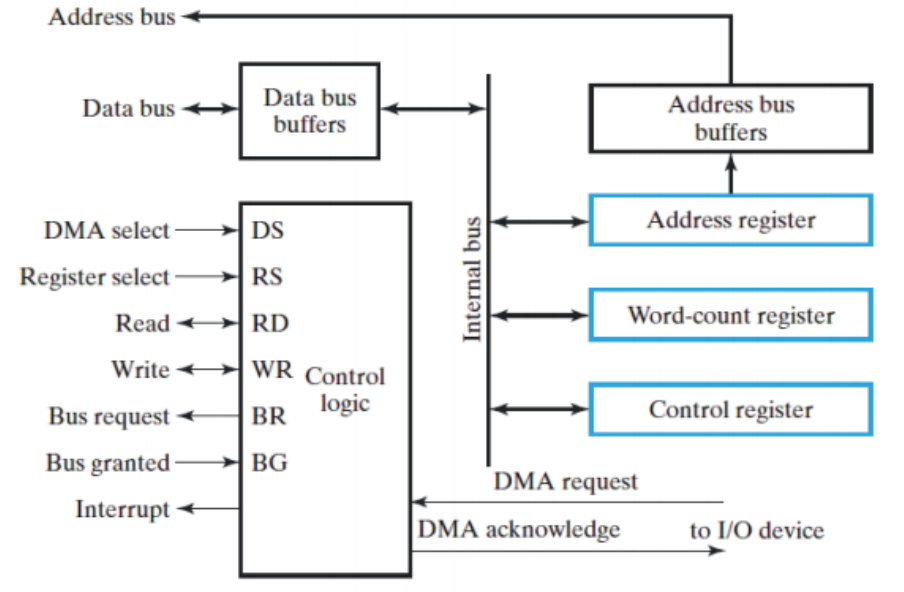 Address bus
Data bus
Data bus
buffers
Address bus
buffers
Internal bus
Address register
Word-count register
Control register
DMA select
DS
Register select
RS
Read
RD
Write
WR
Control
logic
Bus request
BR
Bus granted
BG
Interrupt
DMA request
DMA acknowledge
to I/O device